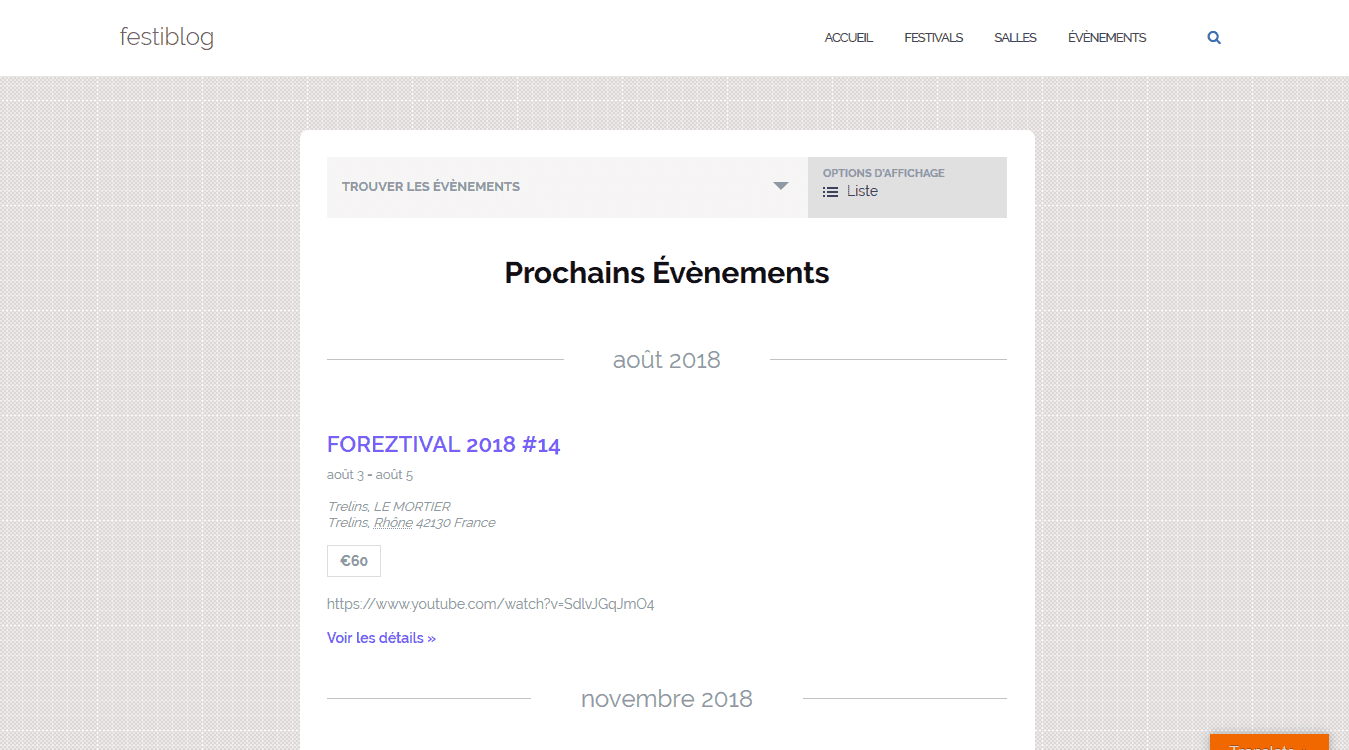 festiblog
ACCUEIL FESTIVALS SALLES ÉVÈNEMENTS
TROUVER LES ÉVÈNEMENTS
OPTIONS D'AFFICHAGE
Liste
Prochains Évènements
août 2018
FOREZTIVAL 2018 #14
août 3 - août 5
Trelins, LE MORTIER
Trelins, Rhône 42130 France
€60
https://www.youtube.com/watch?v=SdlvJGqJmO4
Voir les détails »
novembre 2018
Translate